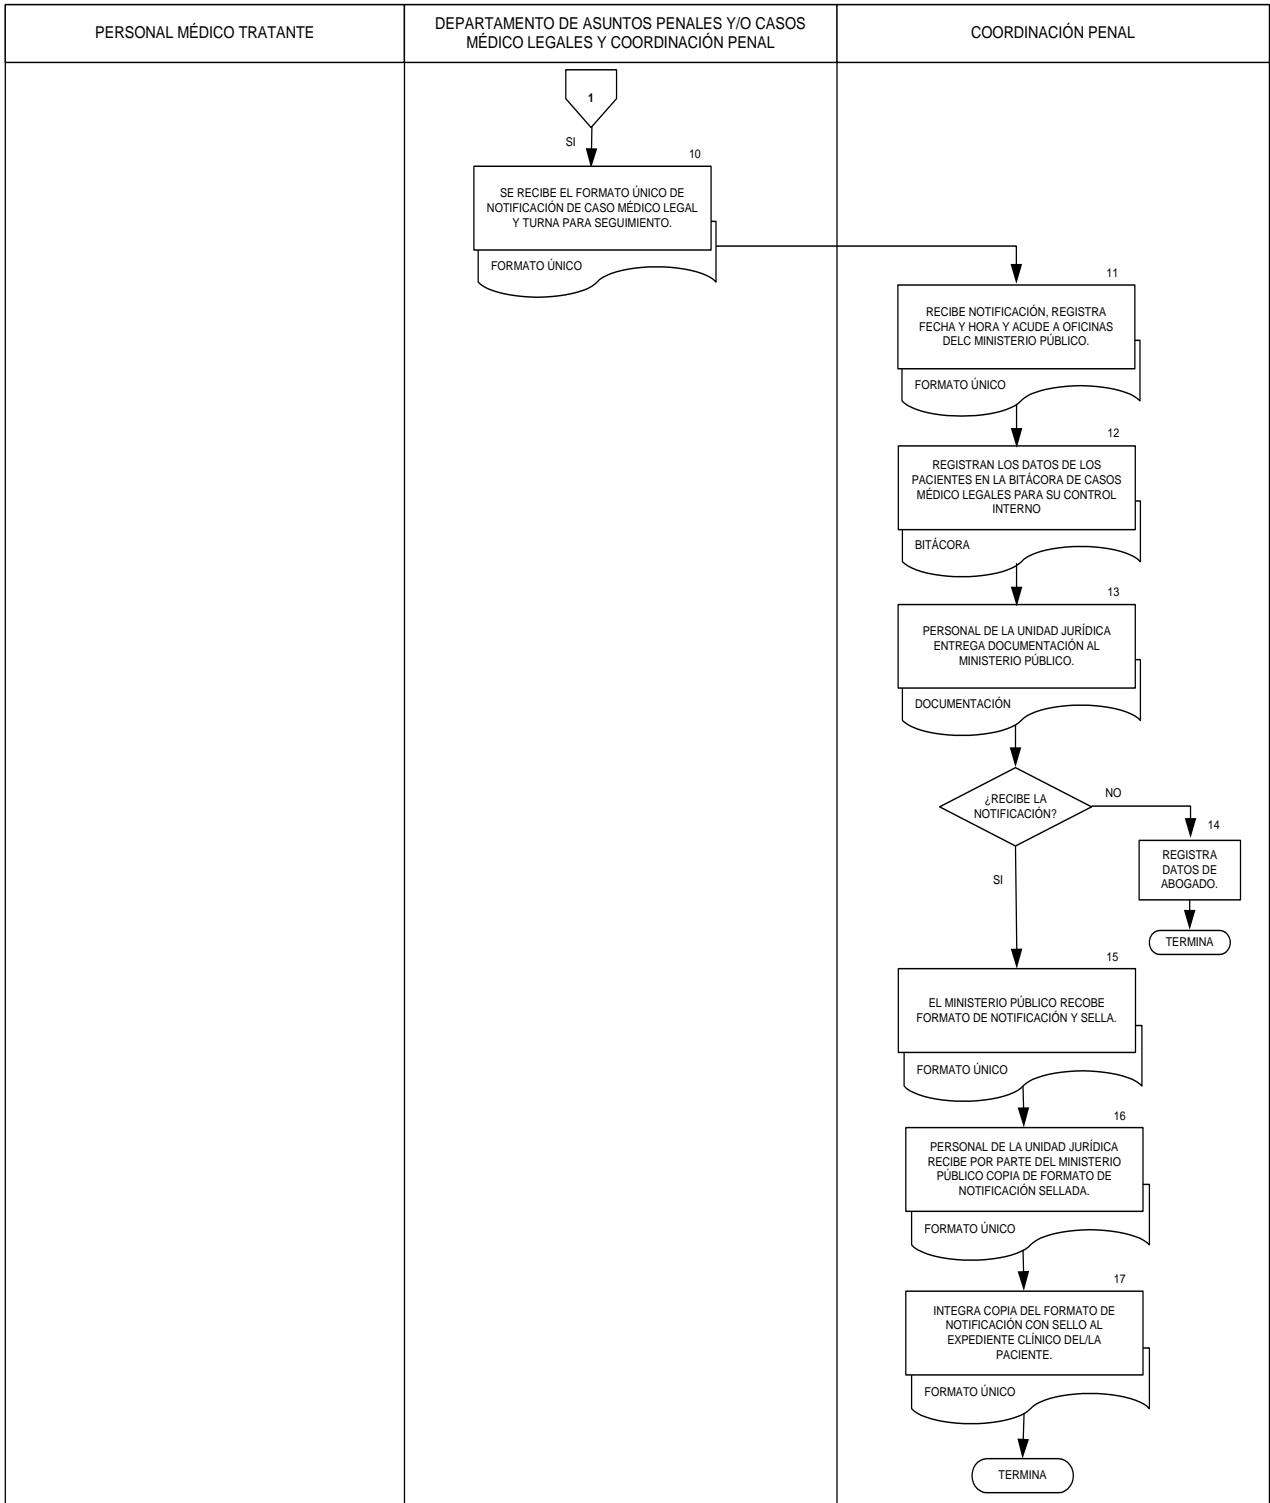 PERSONAL MÉDICO TRATANTE
DEPARTAMENTO DE ASUNTOS PENALES Y/O CASOS
MÉDICO LEGALES Y COORDINACIÓN PENAL
COORDINACIÓN PENAL
1
SI
10
SE RECIBE EL FORMATO ÚNICO DE
NOTIFICACIÓN DE CASO MÉDICO LEGAL
Y TURNA PARA SEGUIMIENTO.
FORMATO ÚNICO
11
RECIBE NOTIFICACIÓN, REGISTRA
FECHA Y HORA Y ACUDE A OFICINAS
DELC MINISTERIO PÚBLICO.
FORMATO ÚNICO
12
REGISTRAN LOS DATOS DE LOS
PACIENTES EN LA BITÁCORA DE CASOS
MÉDICO LEGALES PARA SU CONTROL
INTERNO
BITÁCORA
13
PERSONAL DE LA UNIDAD JURÍDICA
ENTREGA DOCUMENTACIÓN AL
MINISTERIO PÚBLICO.
DOCUMENTACIÓN
¿RECIBE LA
NOTIFICACIÓN?
NO
14
REGISTRA
DATOS DE
ABOGADO.
TERMINA
SI
15
EL MINISTERIO PÚBLICO RECOBE
FORMATO DE NOTIFICACIÓN Y SELLA.
FORMATO ÚNICO
16
PERSONAL DE LA UNIDAD JURÍDICA
RECIBE POR PARTE DEL MINISTERIO
PÚBLICO COPIA DE FORMATO DE
NOTIFICACIÓN SELLADA.
FORMATO ÚNICO
17
INTEGRA COPIA DEL FORMATO DE
NOTIFICACIÓN CON SELLO AL
EXPEDIENTE CLÍNICO DEL/LA
PACIENTE.
FORMATO ÚNICO
TERMINA